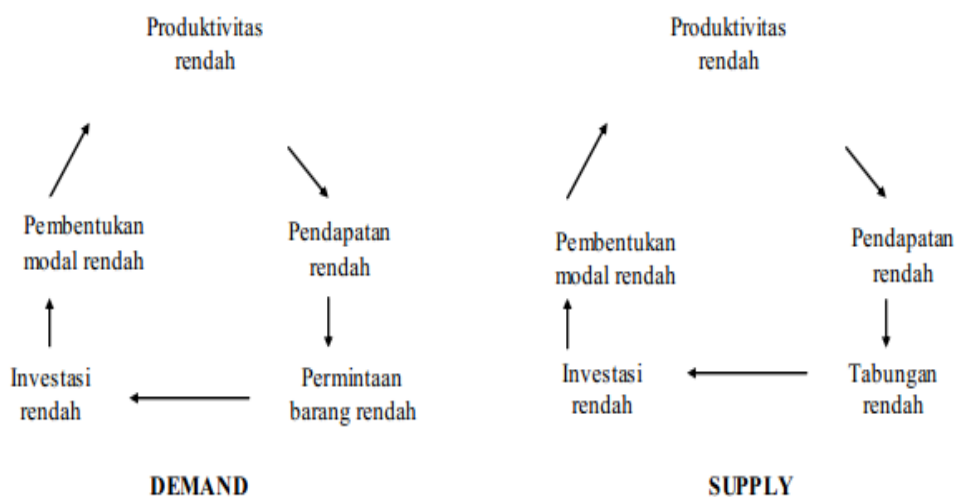 Produktivitas
rendah
Pembentukan
modal rendah
Pendapatan
rendah
Investasi
rendah
Permintaan
barang rendah
DEMAND
Produktivitas
rendah
Pembentukan
modal rendah
Pendapatan
rendah
Investasi
rendah
Tabungan
rendah
SUPPLY